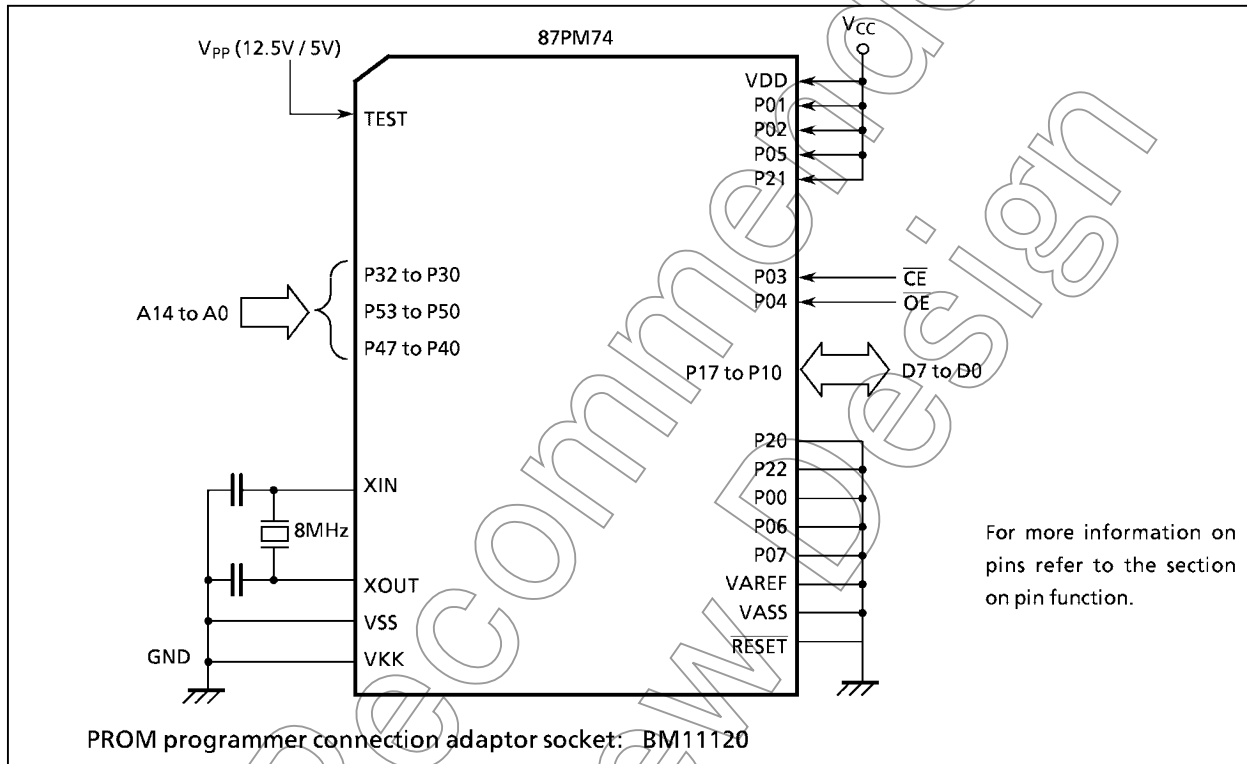 87PM74
VPP (12.5V / 5V)
TEST
VCC
VDD
P01
P02
P05
P21
A14 to A0
P32 to P30
P53 to P50
P47 to P40
P03
CE
P04
OE
P17 to P10
D7 to D0
XIN
8MHz
XOUT
VSS
GND
VKK
P20
P22
P00
P06
P07
VAREF
VASS
RESET
For more information on
pins refer to the section
on pin function.
PROM programmer connection adaptor socket: BM11120